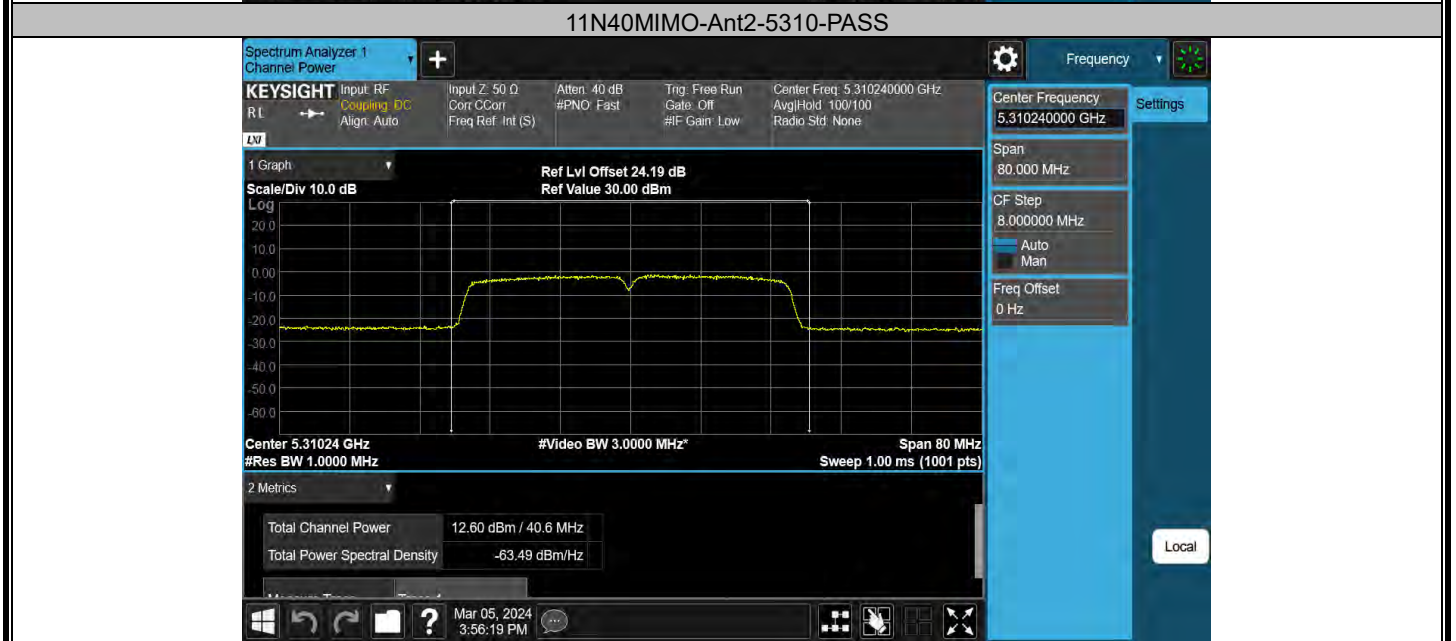 11N40MIMO-Ant2-5310-PASS
Spectrum Analyzer 1
Channel Power
+
Frequency
KEYSIGHT
RL
LXI
Input: RF
Coupling: DC
Align: Auto
Input Z: 50 Ω
Corr CCorr
Freq Ref: Int (S)
Atten: 40 dB
#PNO: Fast
Trig: Free Run
Gate: Off
#IF Gain: Low
Center Freq: 5.310240000 GHz
Avg|Hold: 100/100
Radio Std: None
Center Frequency
5.310240000 GHz
Settings
Span
80.000 MHz
CF Step
8.000000 MHz
Auto
Man
Freq Offset
0 Hz
1 Graph
Scale/Div 10.0 dB
Ref Lvl Offset 24.19 dB
Ref Value 30.00 dBm
Log
20.0
10.0
0.00
-10.0
-20.0
-30.0
-40.0
-50.0
-60.0
Center 5.31024 GHz
#Res BW 1.0000 MHz
#Video BW 3.0000 MHz*
Span 80 MHz
Sweep 1.00 ms (1001 pts)
2 Metrics
Total Channel Power 12.60 dBm / 40.6 MHz
Total Power Spectral Density -63.49 dBm/Hz
Local
?
Mar 05, 2024
3:56:19 PM